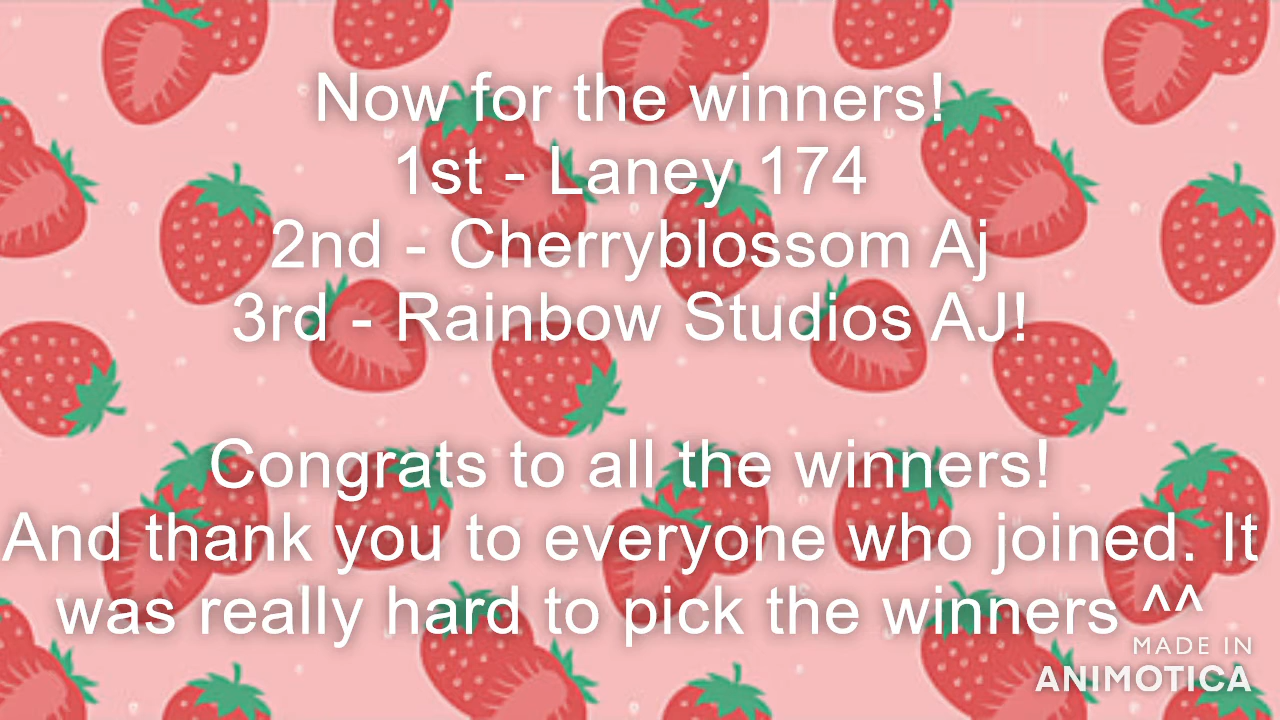 Now for the winners!
1st - Laney 174
2nd - Cherryblossom Aj
3rd - Rainbow Studios AJ!
Congrats to all the winners!
And thank you to everyone who joined. It
was really hard to pick the winners ^^
MADE IN
ANIMOTICA